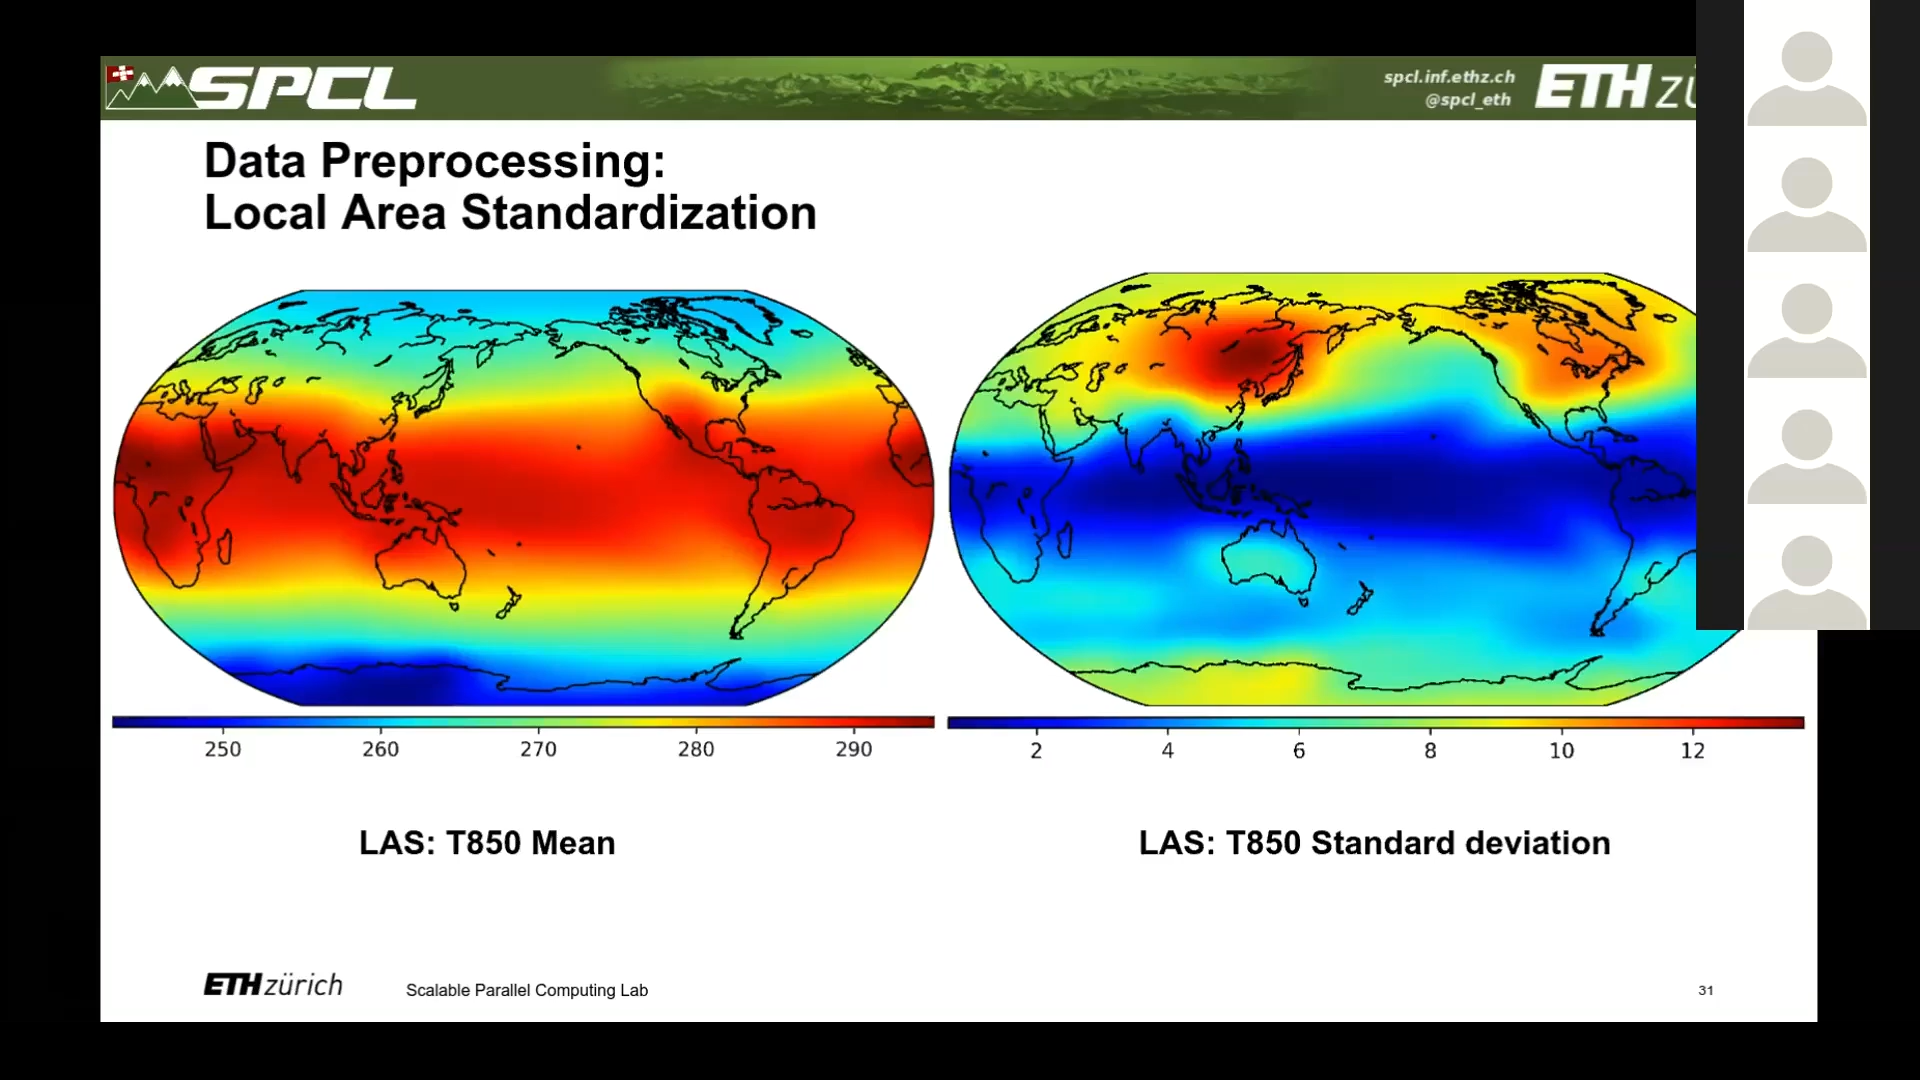 SPCL
spcl.inf.ethz.ch
@spcl_eth
ETH
Data Preprocessing:
Local Area Standardization
250 260 270 280 290
2 4 6 8 10 12
LAS: T850 Mean
LAS: T850 Standard deviation
ETH zürich
Scalable Parallel Computing Lab
31